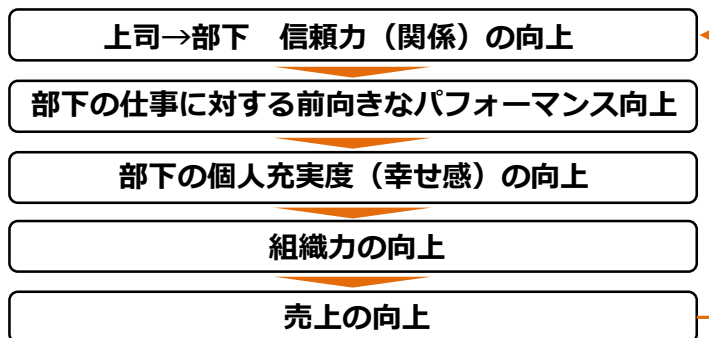 上司→部下　信頼力（関係）の向上
部下の仕事に対する前向きなパフォーマンス向上
部下の個人充実度（幸せ感）の向上
組織力の向上
売上の向上